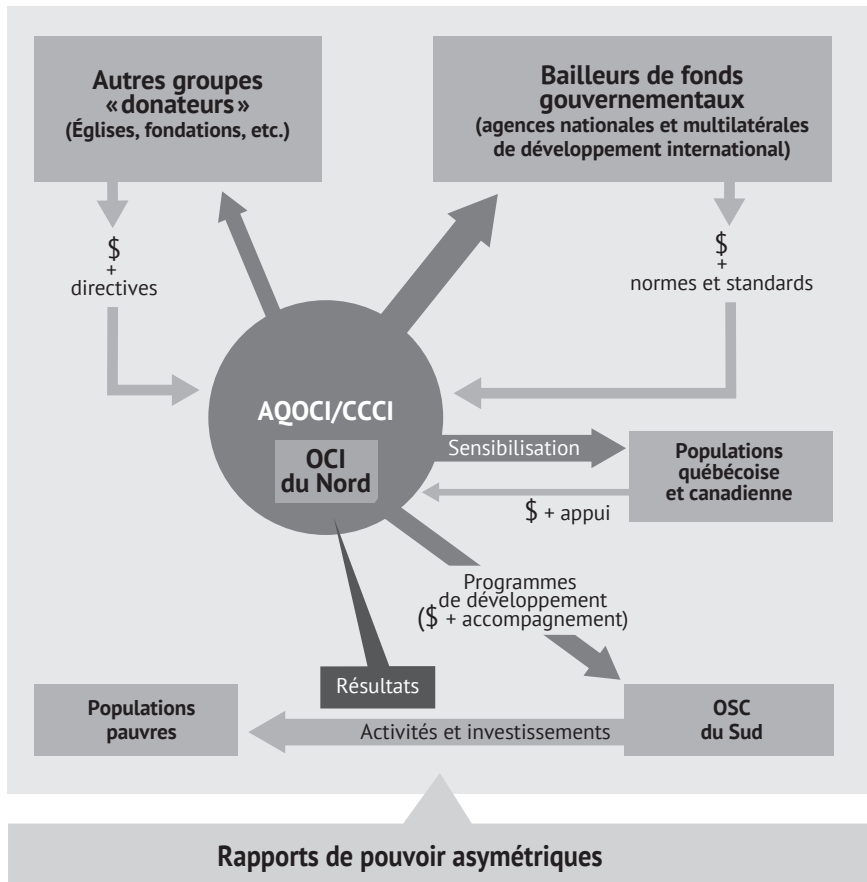 Autres groupes
«donateurs»
(Églises, fondations, etc.)
Bailleurs de fonds
gouvernementaux
(agences nationales et multilatérales
de développement international)
$
+
directives
$
+
normes et standards
AQOCI/CCCI
OCI
du Nord
Sensibilisation
Populations
québécoise
et canadienne
$ + appui
Programmes
de développement
($ + accompagnement)
Résultats
Populations
pauvres
Activités et investissements
OSC
du Sud
Rapports de pouvoir asymétriques